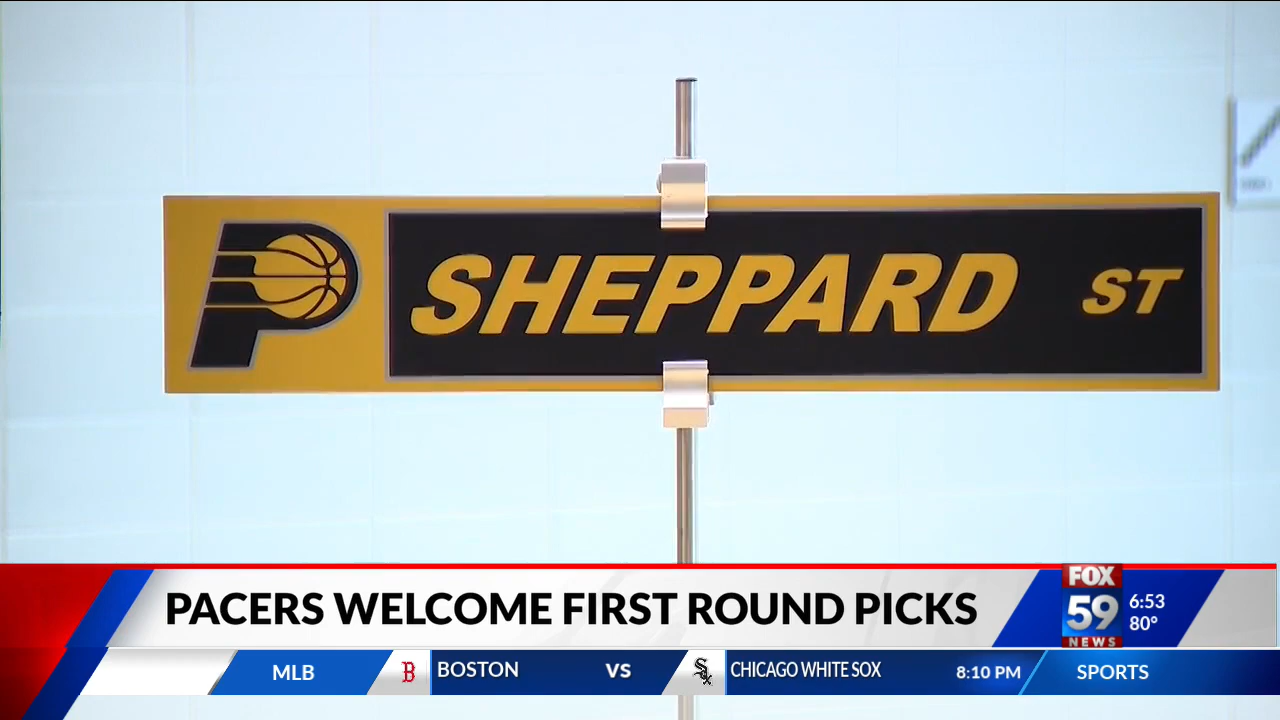 SHEPPARD ST
PACERS WELCOME FIRST ROUND PICKS
FOX
59
NEWS
6:53
80°
MLB
B
BOSTON
VS
Sox
CHICAGO WHITE SOX
8:10 PM
SPORTS